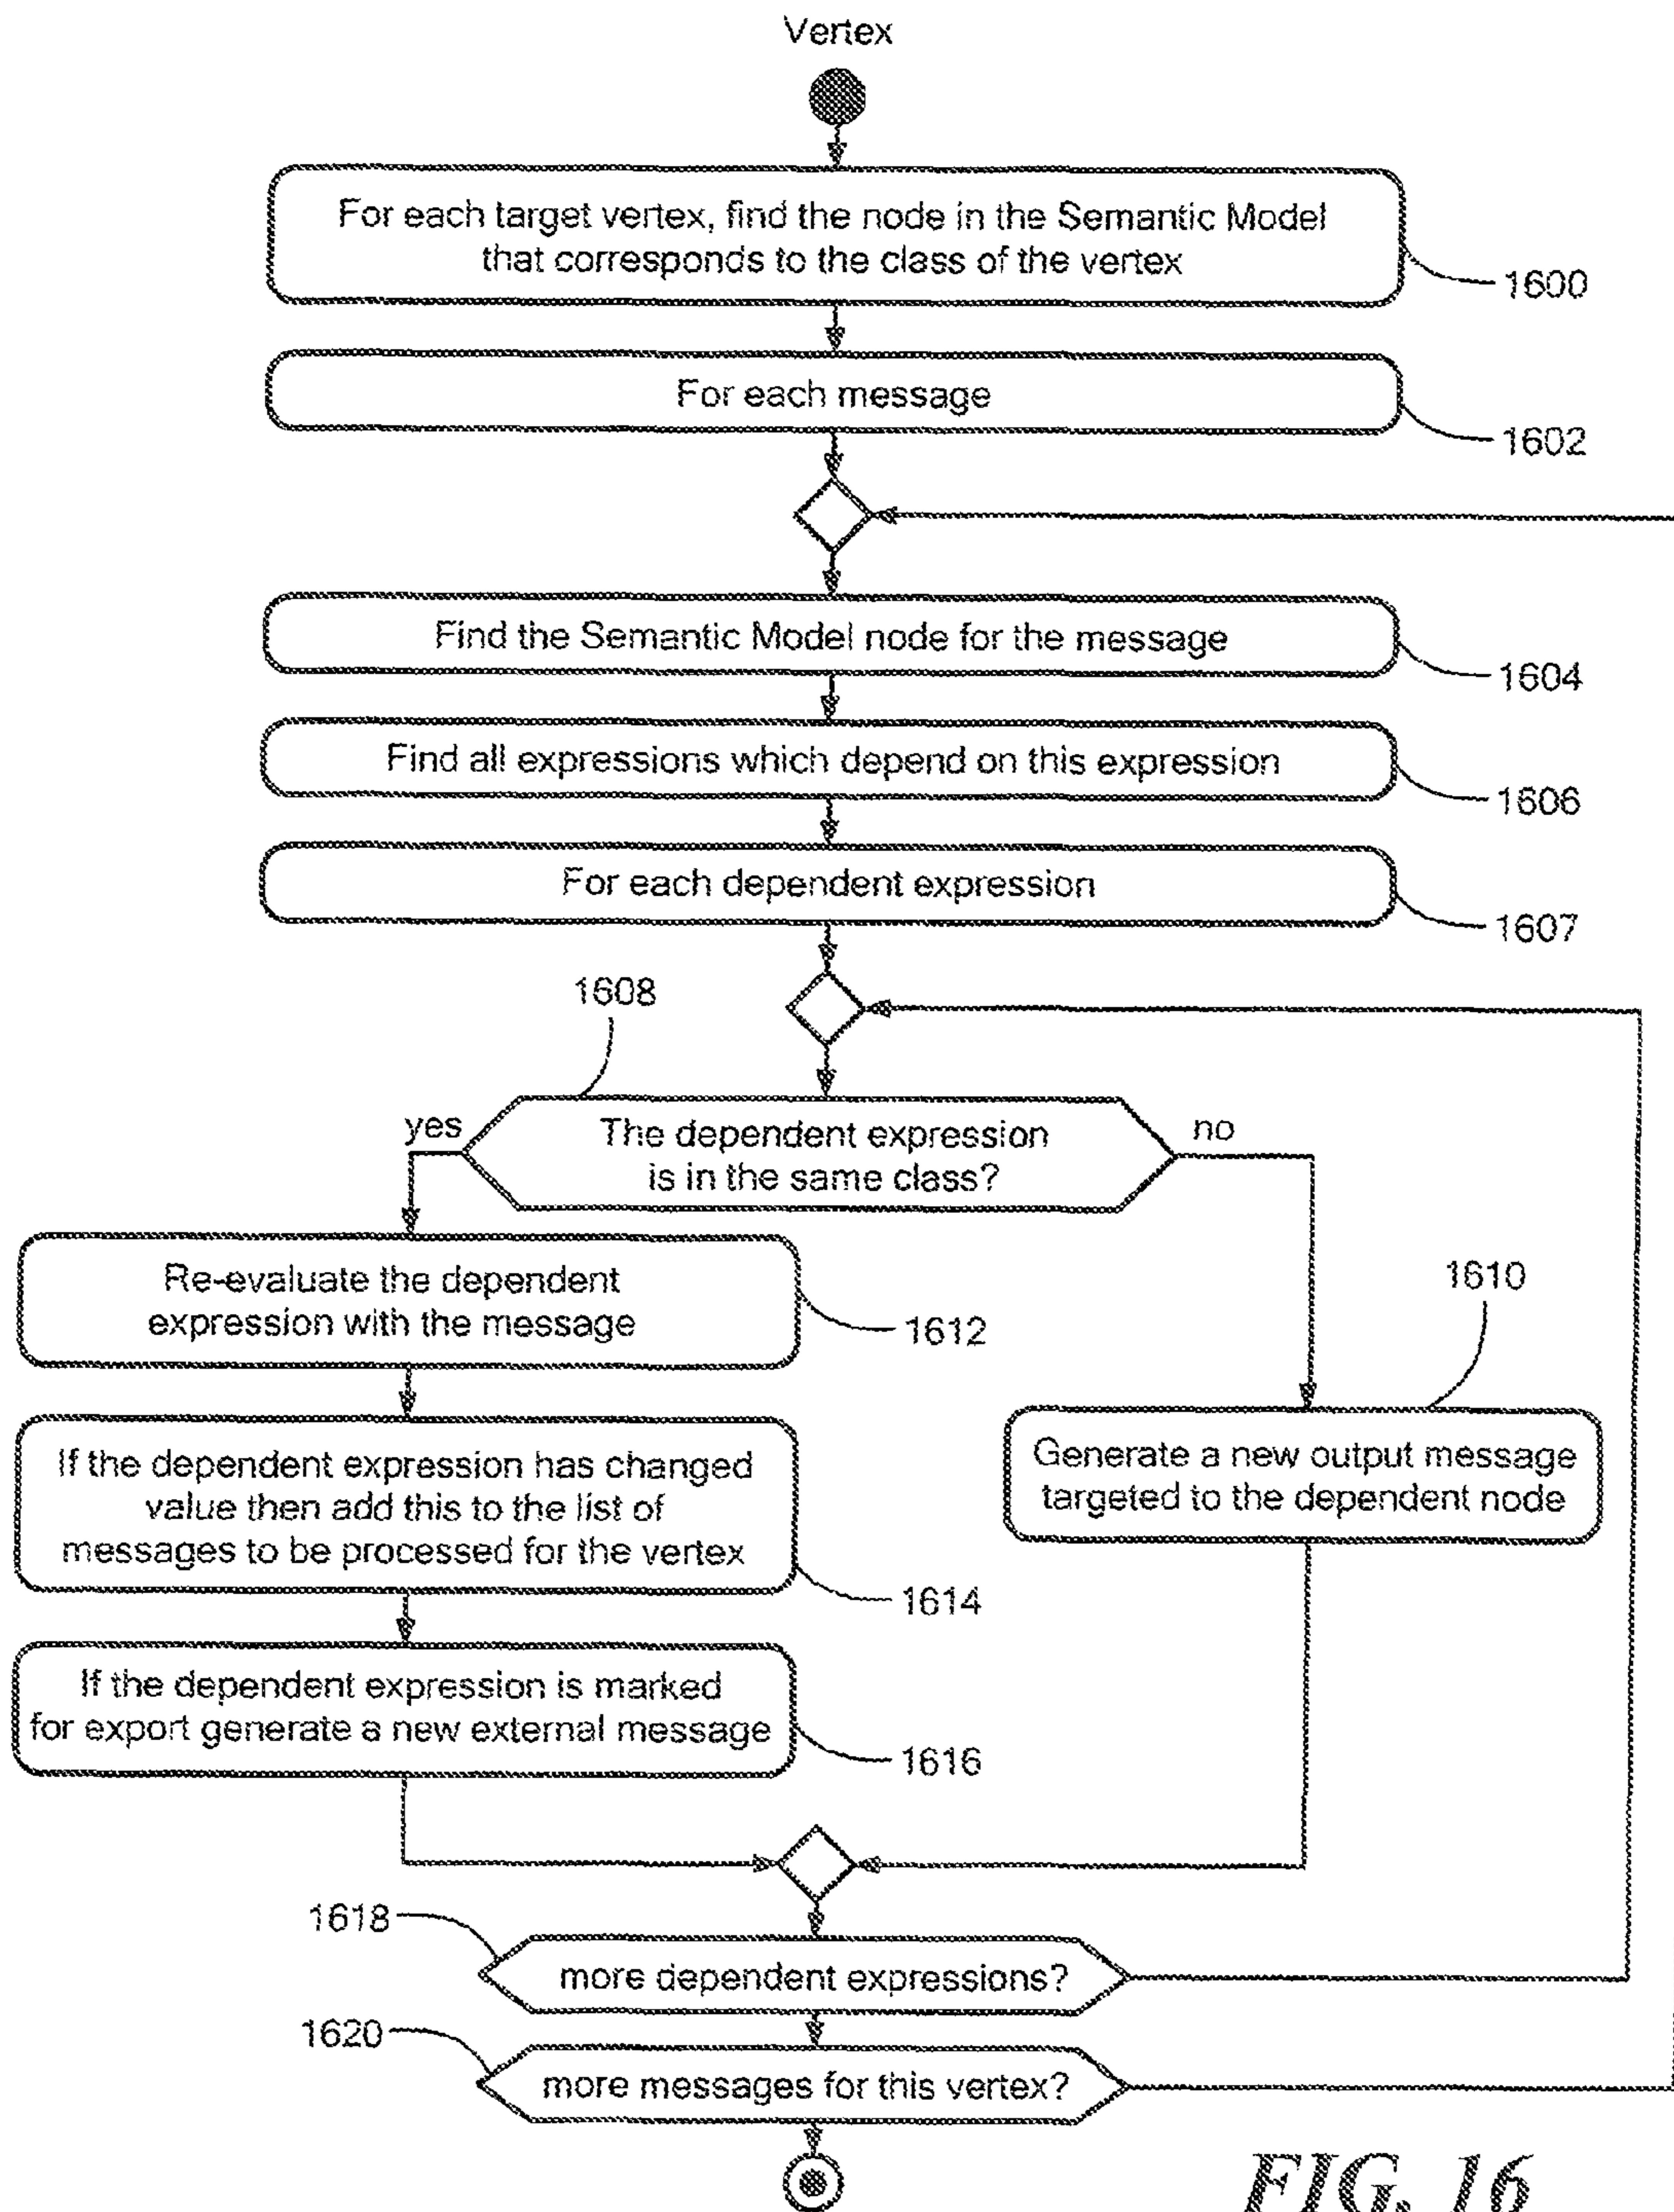 Vertex
For each target vertex, find the node in the Semantic Model
that corresponds to the class of the vertex
1600
For each message
1602
Find the Semantic Model node for the message
1604
Find all expressions which depend on this expression
1606
For each dependent expression
1607
1608
yes
The dependent expression
is in the same class?
no
Re-evaluate the dependent
expression with the message
1612
1610
If the dependent expression has changed
value then add this to the list of
messages to be processed for the vertex
1614
Generate a new output message
targeted to the dependent node
If the dependent expression is marked
for export generate a new external message
1616
1618
more dependent expressions?
1620
more messages for this vertex?
FIG. 16